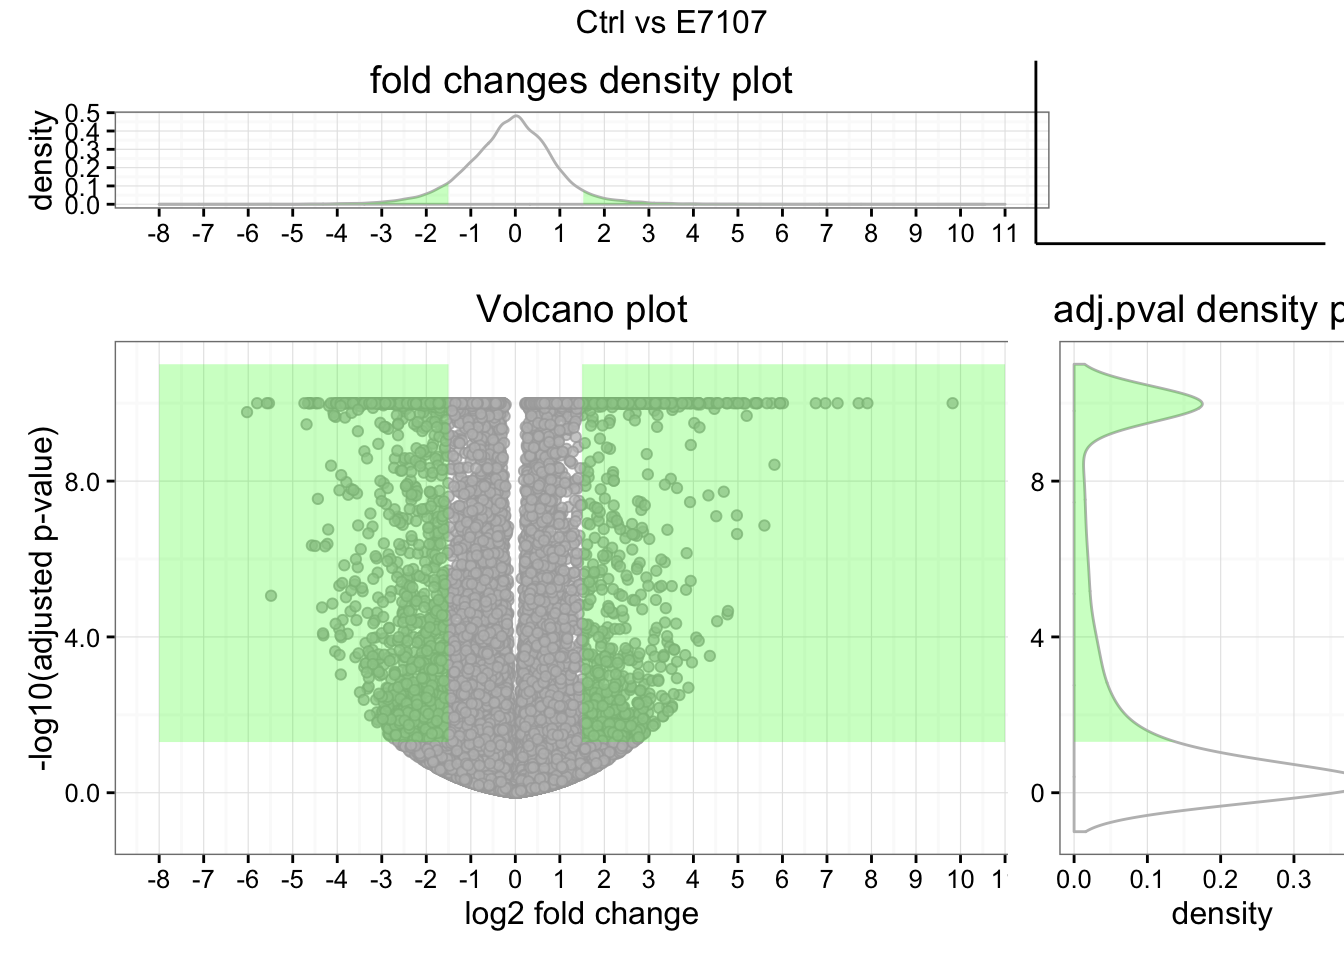 Ctrl vs E7107
fold changes density plot
density
0.5
0.4
0.3
0.2
0.1
0.0
-8 -7 -6 -5 -4 -3 -2 -1 0 1 2 3 4 5 6 7 8 9 10 11
Volcano plot
-log10(adjusted p-value)
8.0
4.0
0.0
-8 -7 -6 -5 -4 -3 -2 -1 0 1 2 3 4 5 6 7 8 9 10 1
log2 fold change
adj.pval density p
8
4
0
0.0 0.1 0.2 0.3
density